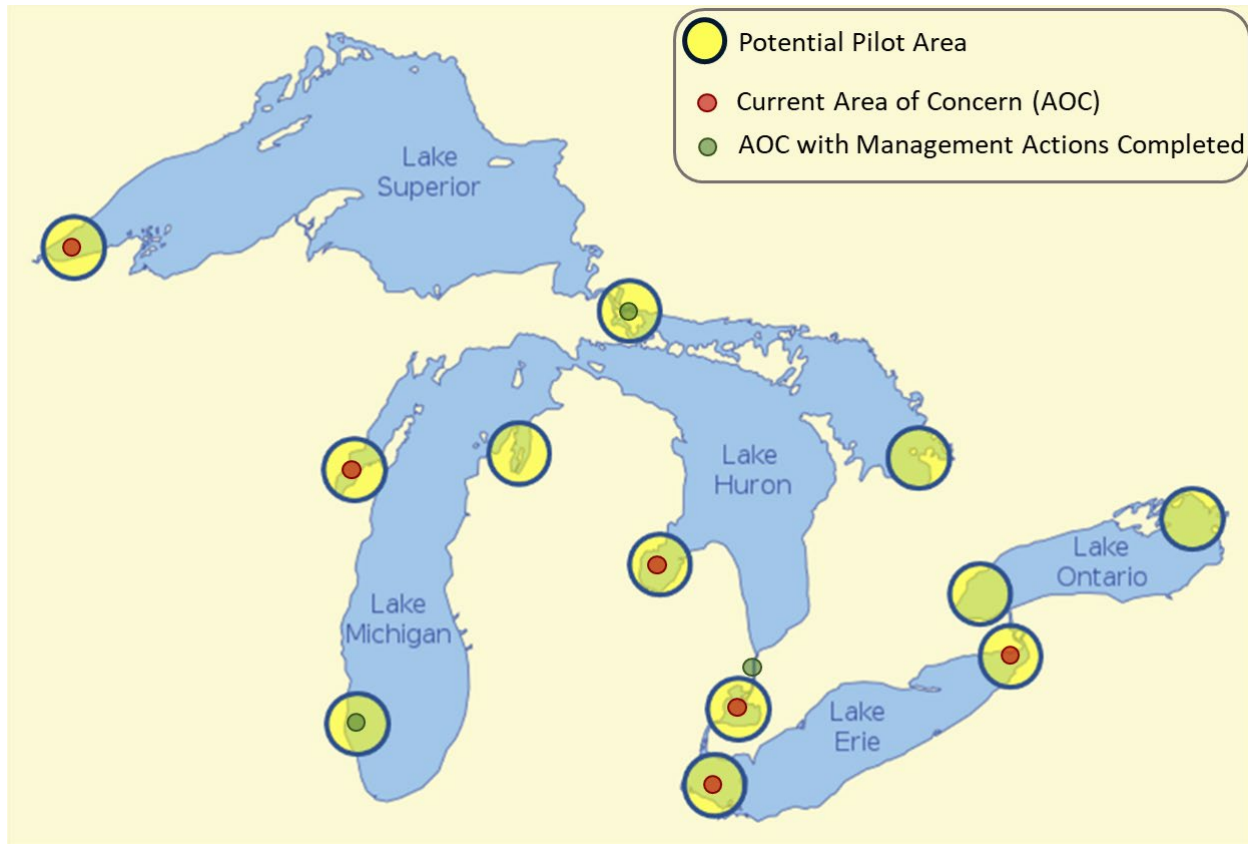 Potential Pilot Area
Current Area of Concern (AOC)
AOC with Management Actions Completed
Lake
Superior
Lake
Huron
Lake
Ontario
Lake
Michigan
Lake
Erie